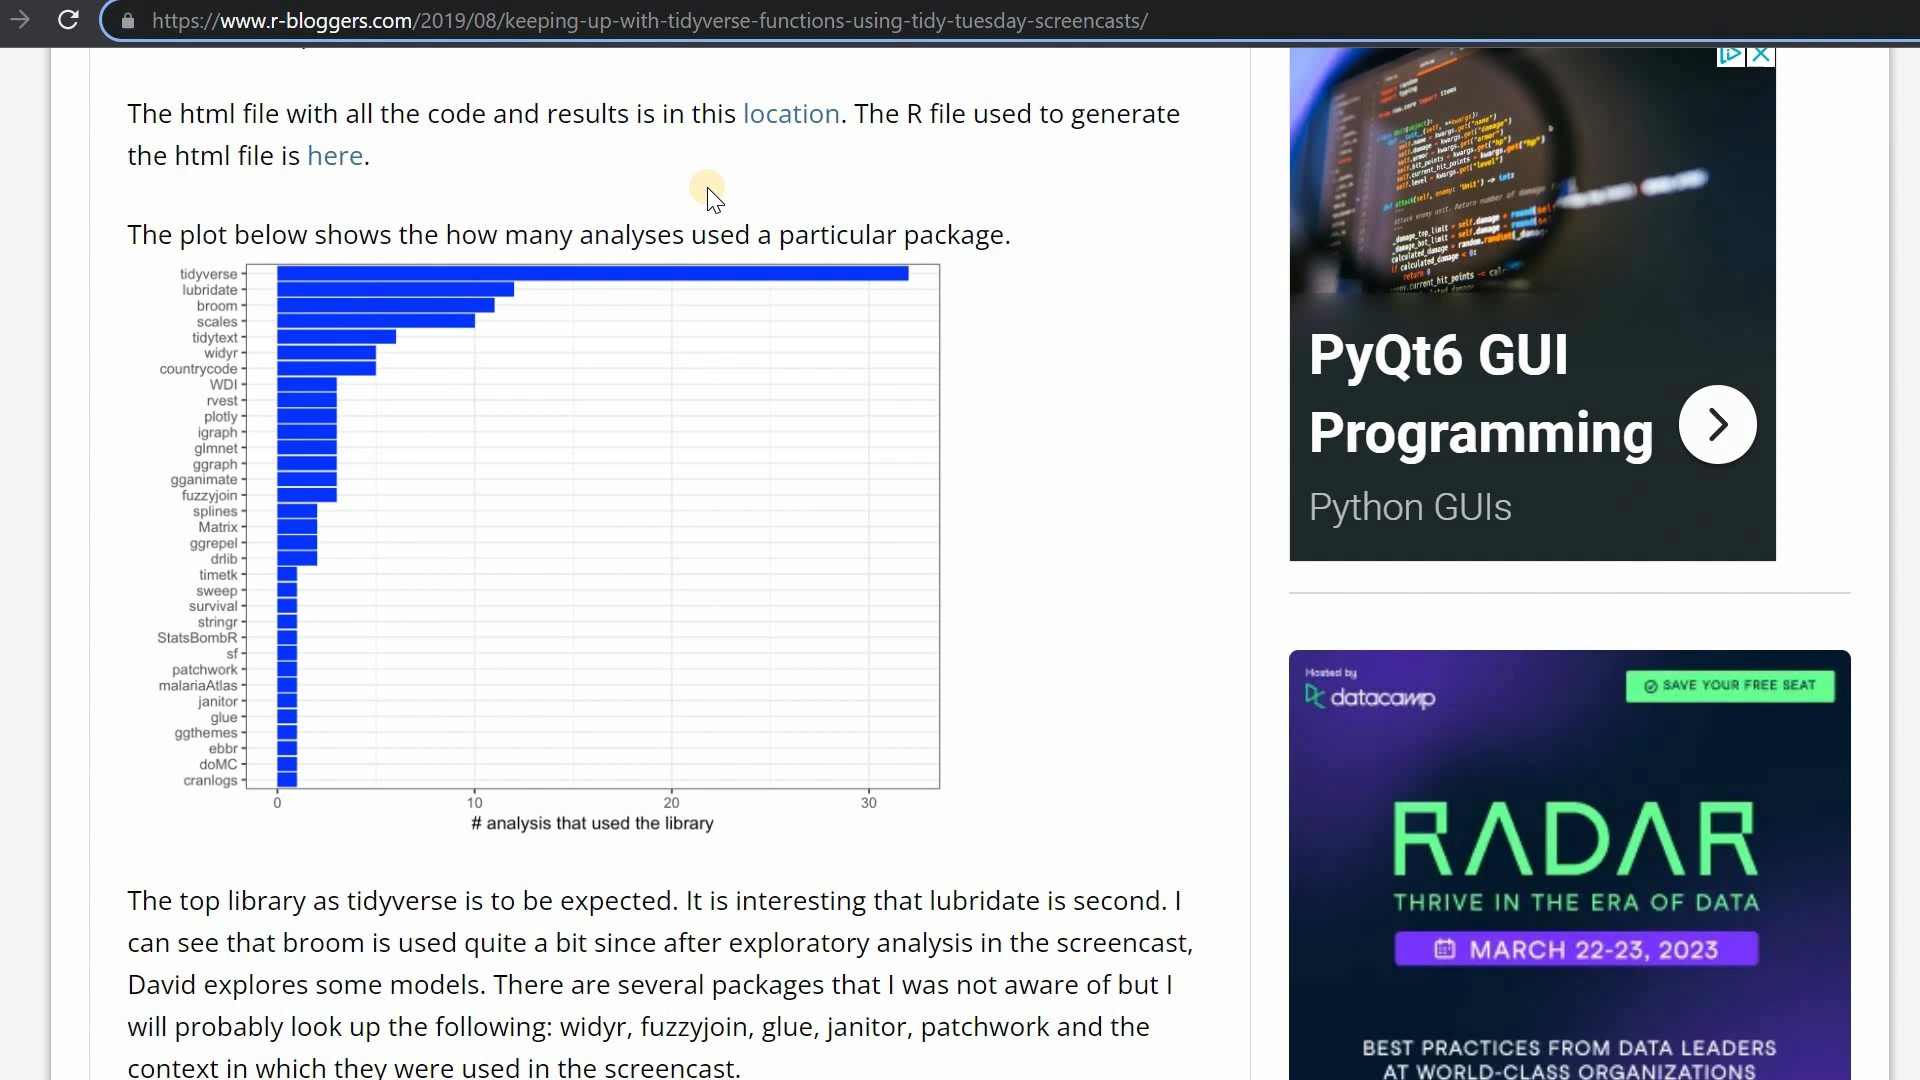 https://www.r-bloggers.com/2019/08/keeping-up-with-tidyverse-functions-using-tidy-tuesday-screencasts/
The html file with all the code and results is in this location. The R file used to generate
the html file is here.
The plot below shows the how many analyses used a particular package.
tidyverse
lubridate
broom
scales
tidytext
widyr
countrycode
WDI
rvest
plotly
igraph
glmnet
ggraph
gganimate
fuzzyjoin
splines
Matrix
ggrepel
drlib
timetk
sweep
survival
stringr
StatsBombR
sf
patchwork
malariaAtlas
janitor
glue
ggthemes
ebbr
doMC
cranlogs
0 10 20 30
# analysis that used the library
The top library as tidyverse is to be expected. It is interesting that lubridate is second. I
can see that broom is used quite a bit since after exploratory analysis in the screencast,
David explores some models. There are several packages that I was not aware of but I
will probably look up the following: widyr, fuzzyjoin, glue, janitor, patchwork and the
context in which they were used in the screencast.
PyQt6 GUI
Programming
Python GUIs
Hosted by
datacamp
SAVE YOUR FREE SEAT
RADAR
THRIVE IN THE ERA OF DATA
MARCH 22-23, 2023
BEST PRACTICES FROM DATA LEADERS
AT WORLD-CLASS ORGANIZATIONS